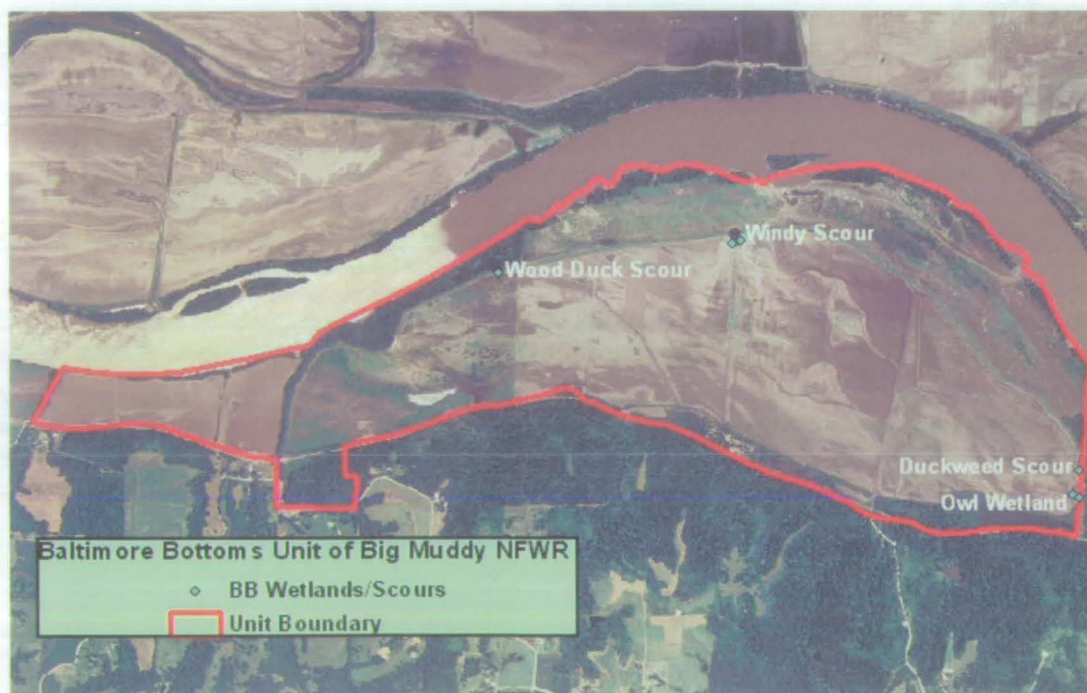 Windy Scour
Wood Duck Scour
Duckweed Scour
Owl Wetland
Baltimore Bottoms Unit of Big Muddy NFWR
BB Wetlands/Scours
Unit Boundary